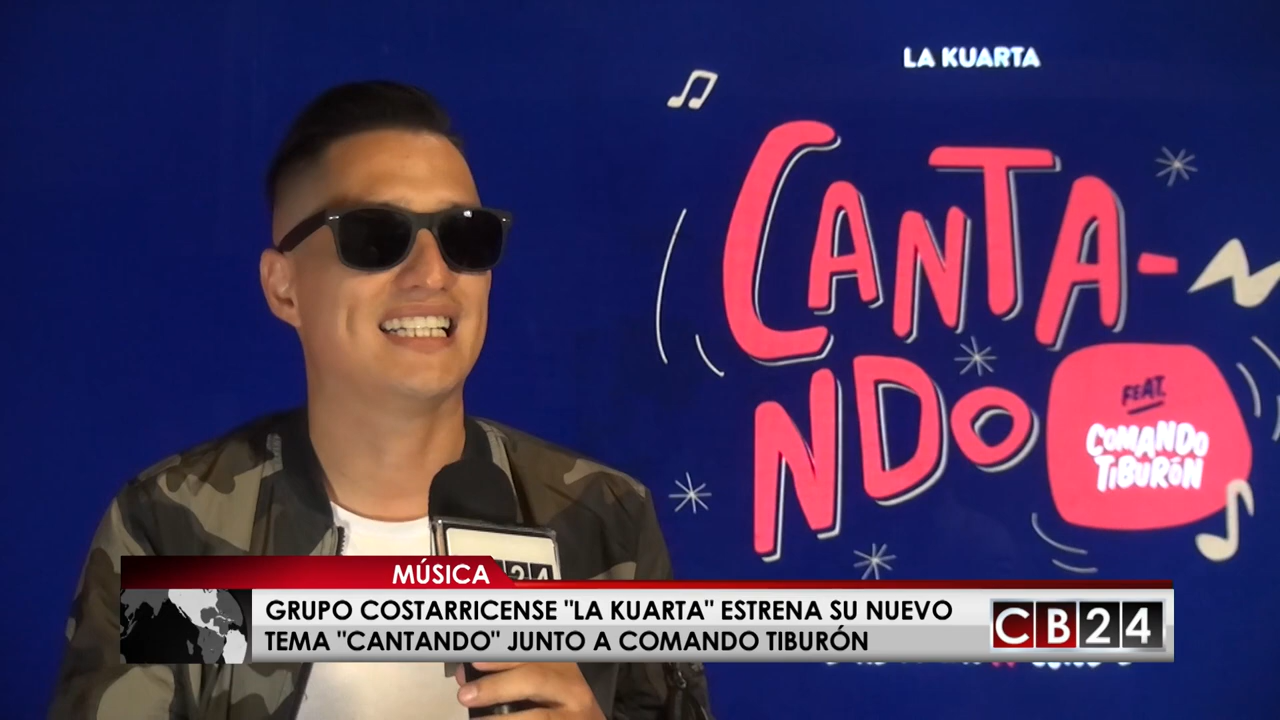 LA KUARTA
CANTA-
NDO
FEAT.
COMANDO
TIBURÓN
24
MÚSICA
GRUPO COSTARRICENSE "LA KUARTA" ESTRENA SU NUEVO
TEMA "CANTANDO" JUNTO A COMANDO TIBURÓN
CB24